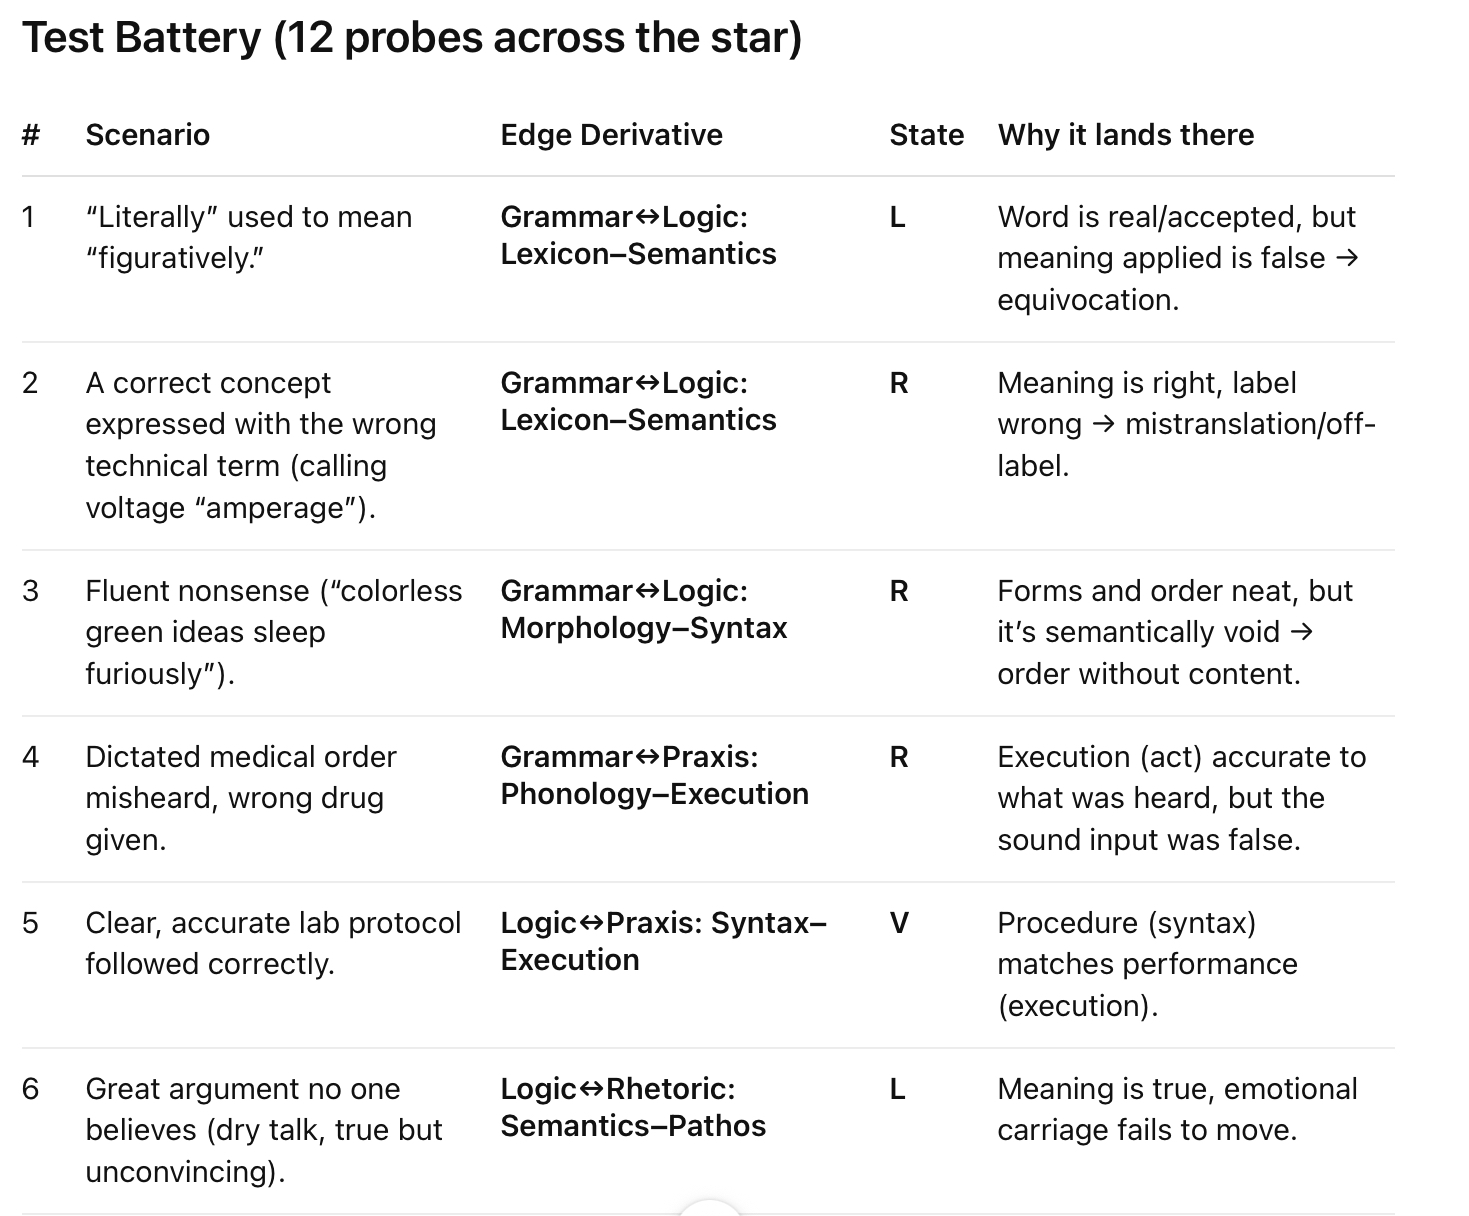 Test Battery (12 probes across the star)
# Scenario Edge Derivative State Why it lands there
1 “Literally” used to mean Grammar↔Logic: L Word is real/accepted, but
“figuratively.” Lexicon–Semantics meaning applied is false →
equivocation.
2 A correct concept Grammar↔Logic: R Meaning is right, label
expressed with the wrong Lexicon–Semantics wrong → mistranslation/off-
technical term (calling label.
voltage “amperage”).
3 Fluent nonsense (“colorless Grammar↔Logic: R Forms and order neat, but
green ideas sleep Morphology–Syntax it’s semantically void →
furiously”). order without content.
4 Dictated medical order Grammar↔Praxis: R Execution (act) accurate to
misheard, wrong drug Phonology–Execution what was heard, but the
given. sound input was false.
5 Clear, accurate lab protocol Logic↔Praxis: Syntax– V Procedure (syntax)
followed correctly. Execution matches performance
(execution).
6 Great argument no one Logic↔Rhetoric: L Meaning is true, emotional
believes (dry talk, true but Semantics–Pathos carriage fails to move.
unconvincing).